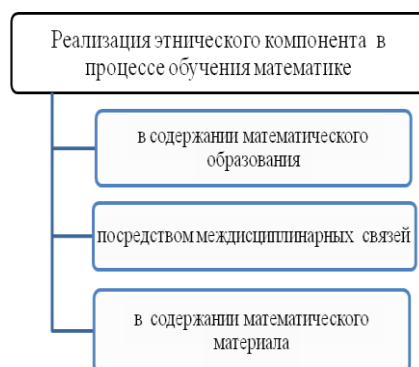 Реализация этнического компонента в
процессе обучения математике
в содержании математического
образования
посредством междисциплинарных связей
в содержании математического
материала